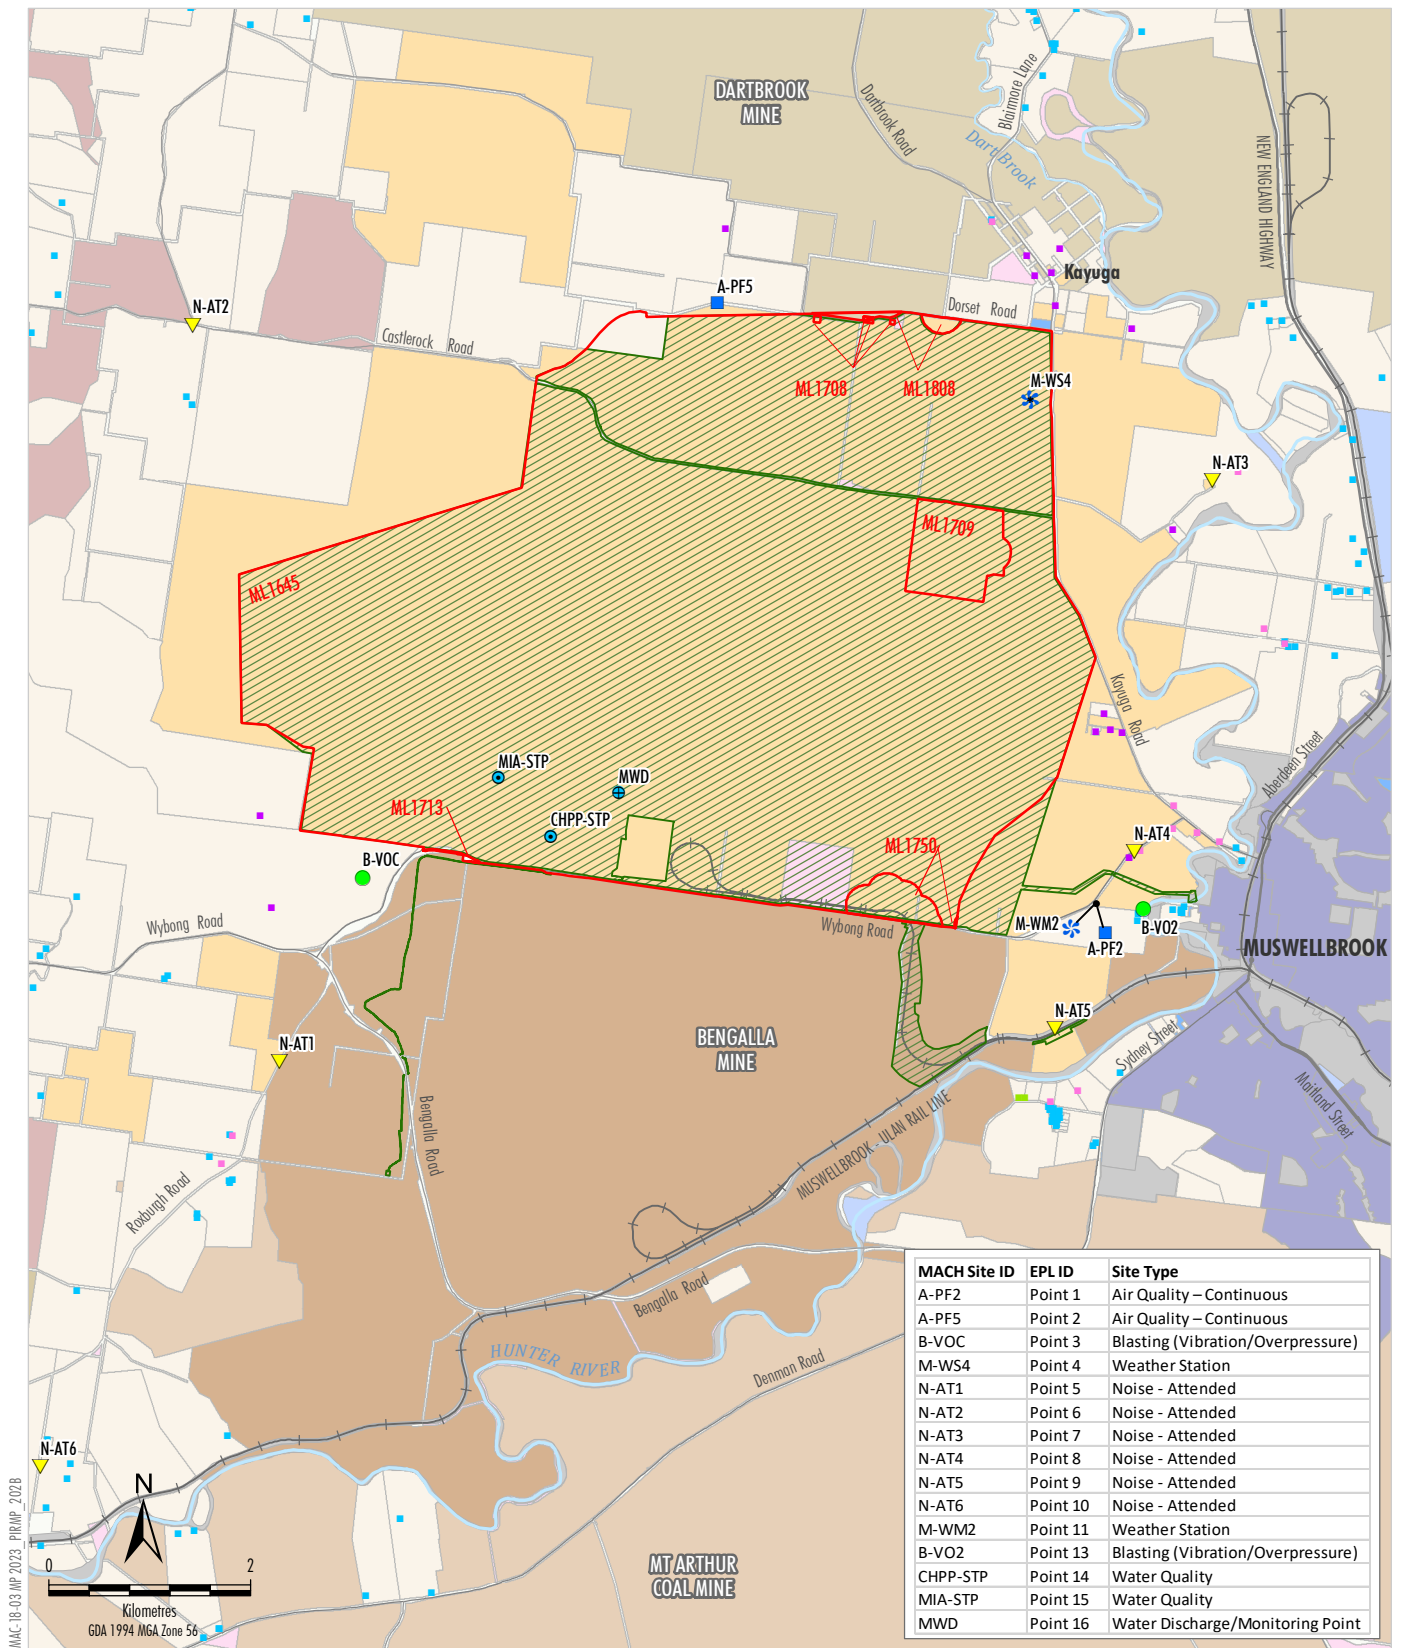 DARTBROOK
MINE
Dartbrook Road
Blairmore Lane
Dart Brook
NEW ENGLAND HIGHWAY
Kayuga
A-PF5
N-AT2
Castlerock Road
Dorset Road
ML1708
ML1808
M-WS4
N-AT3
ML1709
ML1645
Kayuga Road
Aberdeen Street
MIA-STP
MWD
ML1713
CHPP-STP
ML1750
N-AT4
B-VOC
Wybong Road
Wybong Road
M-WM2
A-PF2
B-VO2
MUSWELLBROOK
N-AT5
Sydney Street
Maitland Street
N-AT1
BENGALLA
MINE
Bengalla Road
MUSWELLBROOK - ULAN RAIL LINE
Roxburgh Road
Bengalla Road
HUNTER RIVER
Denman Road
N-AT6
MT ARTHUR
COAL MINE
N
0 2
Kilometres
GDA 1994 MGA Zone 56
MAC-18-03 MP 2023_PIRMP_202B
MACH Site ID EPL ID Site Type
A-PF2 Point 1 Air Quality – Continuous
A-PF5 Point 2 Air Quality – Continuous
B-VOC Point 3 Blasting (Vibration/Overpressure)
M-WS4 Point 4 Weather Station
N-AT1 Point 5 Noise - Attended
N-AT2 Point 6 Noise - Attended
N-AT3 Point 7 Noise - Attended
N-AT4 Point 8 Noise - Attended
N-AT5 Point 9 Noise - Attended
N-AT6 Point 10 Noise - Attended
M-WM2 Point 11 Weather Station
B-VO2 Point 13 Blasting (Vibration/Overpressure)
CHPP-STP Point 14 Water Quality
MIA-STP Point 15 Water Quality
MWD Point 16 Water Discharge/Monitoring Point